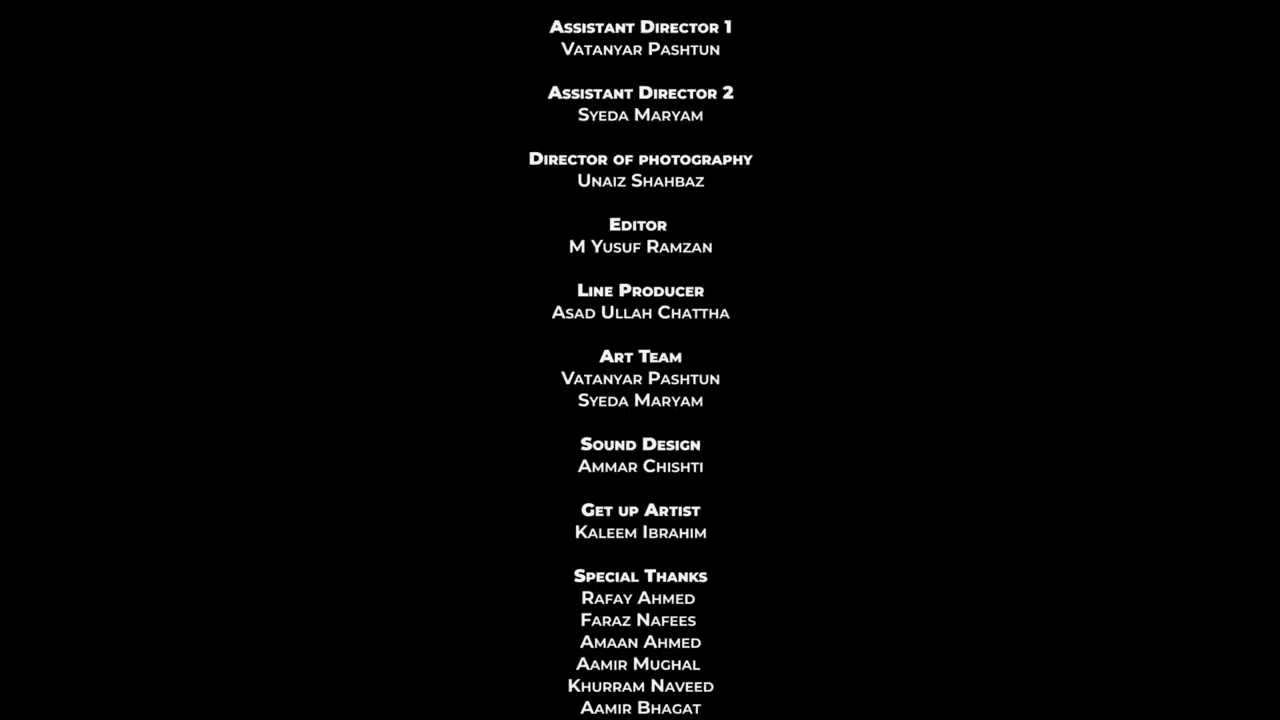 Assistant Director 1
Vatanyar Pashtun
Assistant Director 2
Syeda Maryam
Director of photography
Unaiz Shahbaz
Editor
M Yusuf Ramzan
Line Producer
Asad Ullah Chattha
Art Team
Vatanyar Pashtun
Syeda Maryam
Sound Design
Ammar Chishti
Get up Artist
Kaleem Ibrahim
Special Thanks
Rafay Ahmed
Faraz Nafees
Amaan Ahmed
Aamir Mughal
Khurram Naveed
Aamir Bhagat